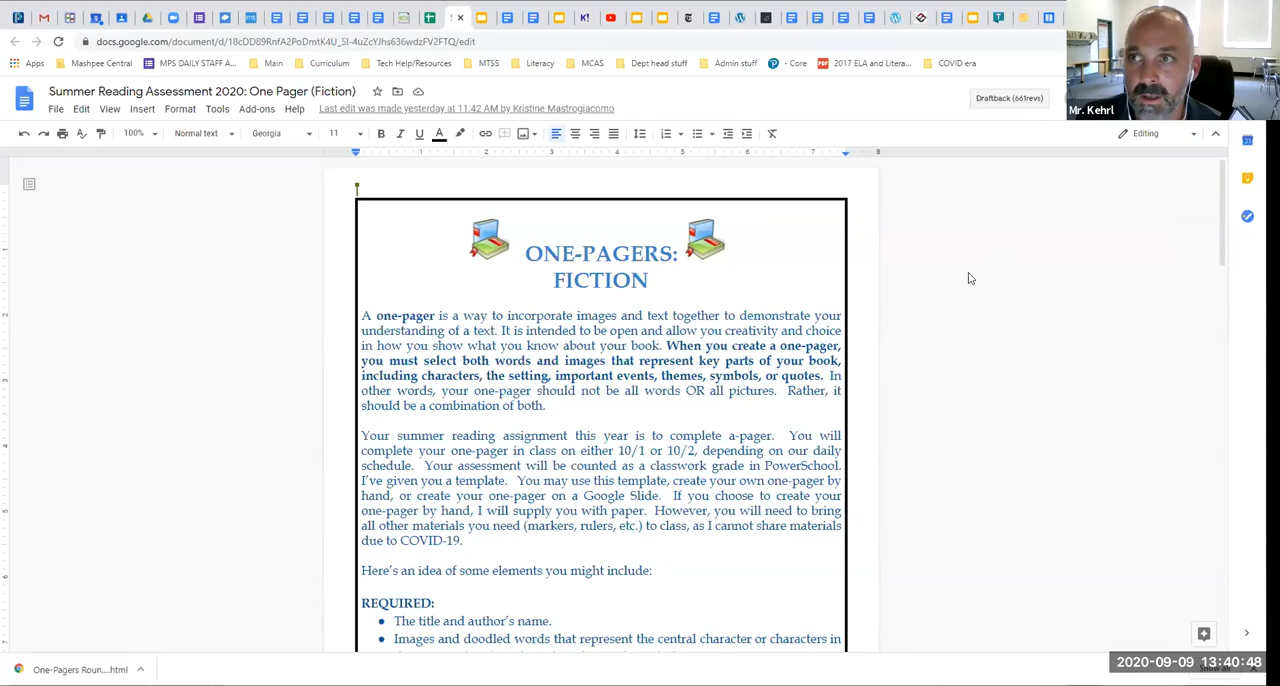 docs.google.com/document/d/18cDD89RnfA2PoDmtK4U_SI-4uZcYJhs636wdzFV2FTQ/edit
Apps Mashpee Central MPS DAILY STAFF A... Main Curriculum Tech Help/Resources MTSS Literacy MCAS Dept head stuff Admin stuff - Core 2017 ELA and Litera... COVID era
Mr. Kehrl
Summer Reading Assessment 2020: One Pager (Fiction)
Draftback (661revs)
File Edit View Insert Format Tools Add-ons Help Last edit was made yesterday at 11:42 AM by Kristine Mastrogiacomo
100% Normal text Georgia 11 B I U A Editing
1 2 3 4 5 6 7 8
ONE-PAGERS:
FICTION
A one-pager is a way to incorporate images and text together to demonstrate your
understanding of a text. It is intended to be open and allow you creativity and choice
in how you show what you know about your book. When you create a one-pager,
you must select both words and images that represent key parts of your book,
including characters, the setting, important events, themes, symbols, or quotes. In
other words, your one-pager should not be all words OR all pictures. Rather, it
should be a combination of both.
Your summer reading assignment this year is to complete a-pager. You will
complete your one-pager in class on either 10/1 or 10/2, depending on our daily
schedule. Your assessment will be counted as a classwork grade in PowerSchool.
I've given you a template. You may use this template, create your own one-pager by
hand, or create your one-pager on a Google Slide. If you choose to create your
one-pager by hand, I will supply you with paper. However, you will need to bring
all other materials you need (markers, rulers, etc.) to class, as I cannot share materials
due to COVID-19.
Here's an idea of some elements you might include:
REQUIRED:
● The title and author's name.
● Images and doodled words that represent the central character or characters in
One-Pagers Roun....html
2020-09-09 13:40:48